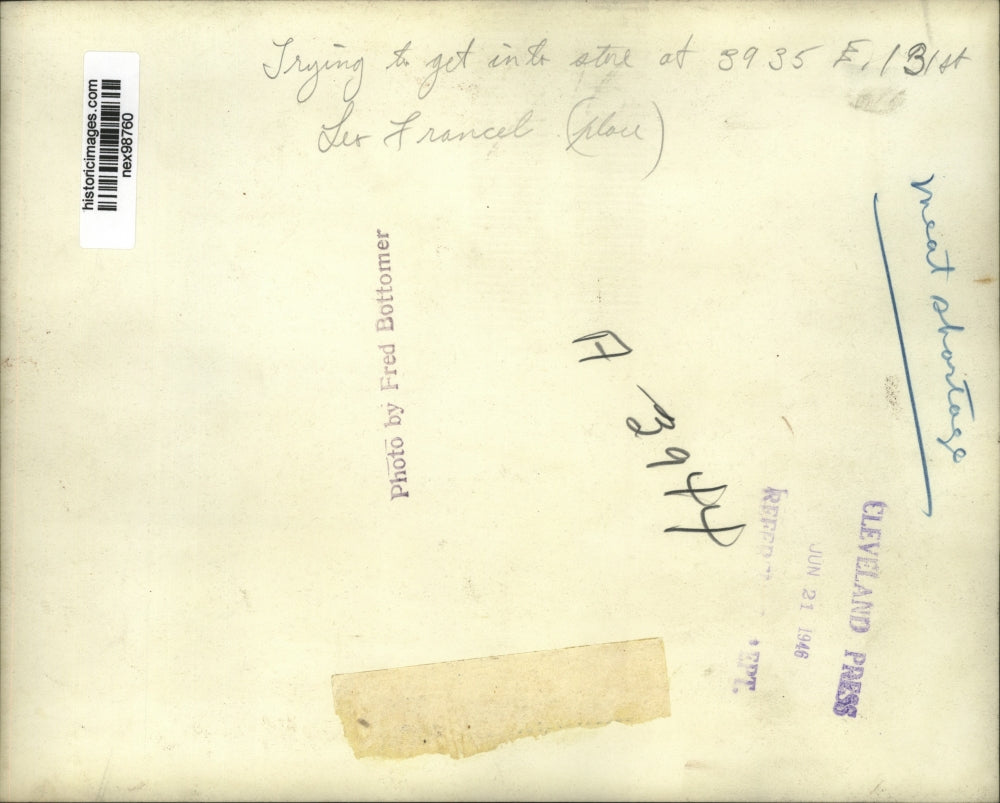 Trying to get into store at 3935 E. 131st
Leo Francel (place)
historicimages.com
nex98760
meat shortage
Photo by Fred Bottomer
A 3944
CLEVELAND PRESS
JUN 21 1946